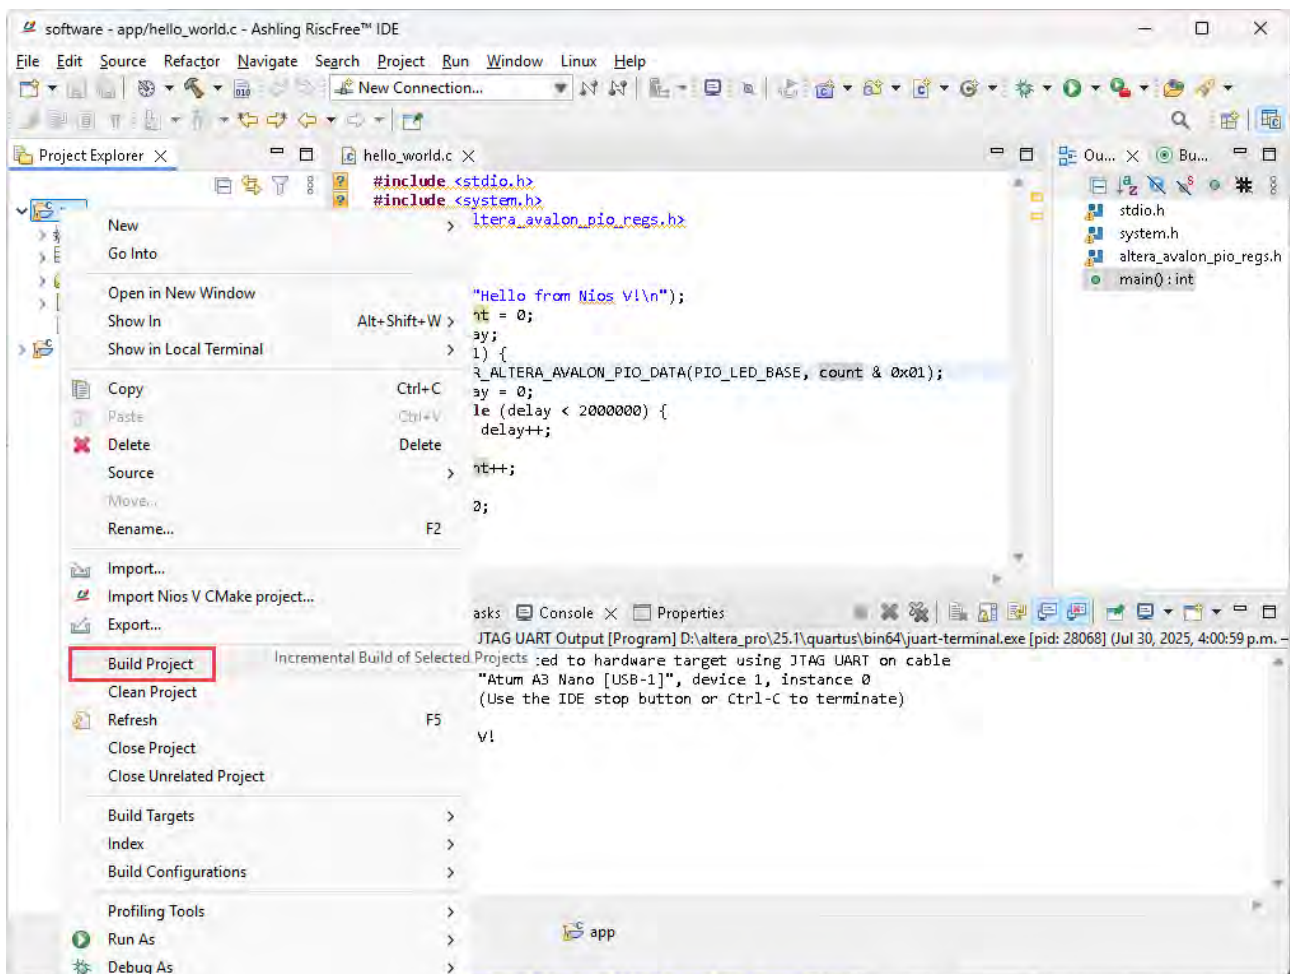 software - app/hello_world.c - Ashling RiscFree™ IDE
File Edit Source Refactor Navigate Search Project Run Window Linux Help
New Connection...
Project Explorer
hello_world.c
Ou...
Bu...
#include <stdio.h>
#include <system.h>
ltera_avalon_pio_regs.h>
"Hello from Nios V!\n");
nt = 0;
ay;
1) {
R_ALTERA_AVALON_PIO_DATA(PIO_LED_BASE, count & 0x01);
ay = 0;
le (delay < 2000000) {
delay++;
nt++;
0;
stdio.h
system.h
altera_avalon_pio_regs.h
main() : int
New
Go Into
Open in New Window
Show In Alt+Shift+W
Show in Local Terminal
Copy Ctrl+C
Paste Ctrl+V
Delete Delete
Source
Move...
Rename... F2
Import...
Import Nios V CMake project...
Export...
Build Project
Incremental Build of Selected Projects
Clean Project
Refresh F5
Close Project
Close Unrelated Project
Build Targets
Index
Build Configurations
Profiling Tools
Run As
Debug As
asks Console Properties
JTAG UART Output [Program] D:\altera_pro\25.1\quartus\bin64\juart-terminal.exe [pid: 28068] (Jul 30, 2025, 4:00:59 p.m. –
ted to hardware target using JTAG UART on cable
"Atum A3 Nano [USB-1]", device 1, instance 0
(Use the IDE stop button or Ctrl-C to terminate)
V!
app